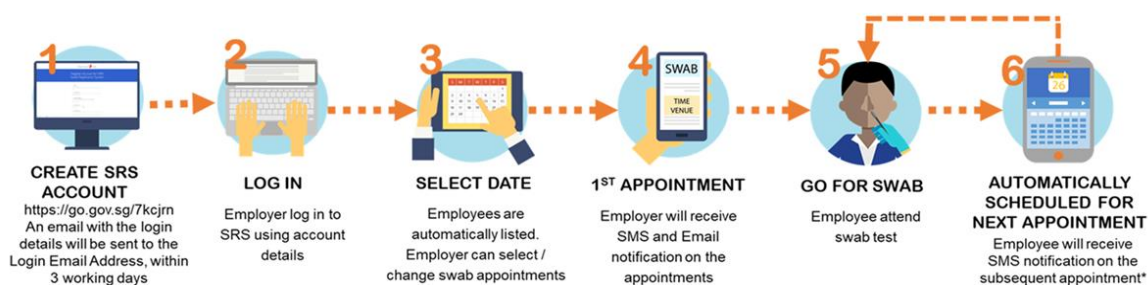 1
CREATE SRS
ACCOUNT
https://go.gov.sg/7kcjrn
An email with the login
details will be sent to the
Login Email Address, within
3 working days
2
LOG IN
Employer log in to
SRS using account
details
3
SELECT DATE
Employees are
automatically listed.
Employer can select /
change swab appointments
4
SWAB
TIME
VENUE
1ST APPOINTMENT
Employer will receive
SMS and Email
notification on the
appointments
5
GO FOR SWAB
Employee attend
swab test
6
26
AUTOMATICALLY
SCHEDULED FOR
NEXT APPOINTMENT
Employee will receive
SMS notification on the
subsequent appointment*